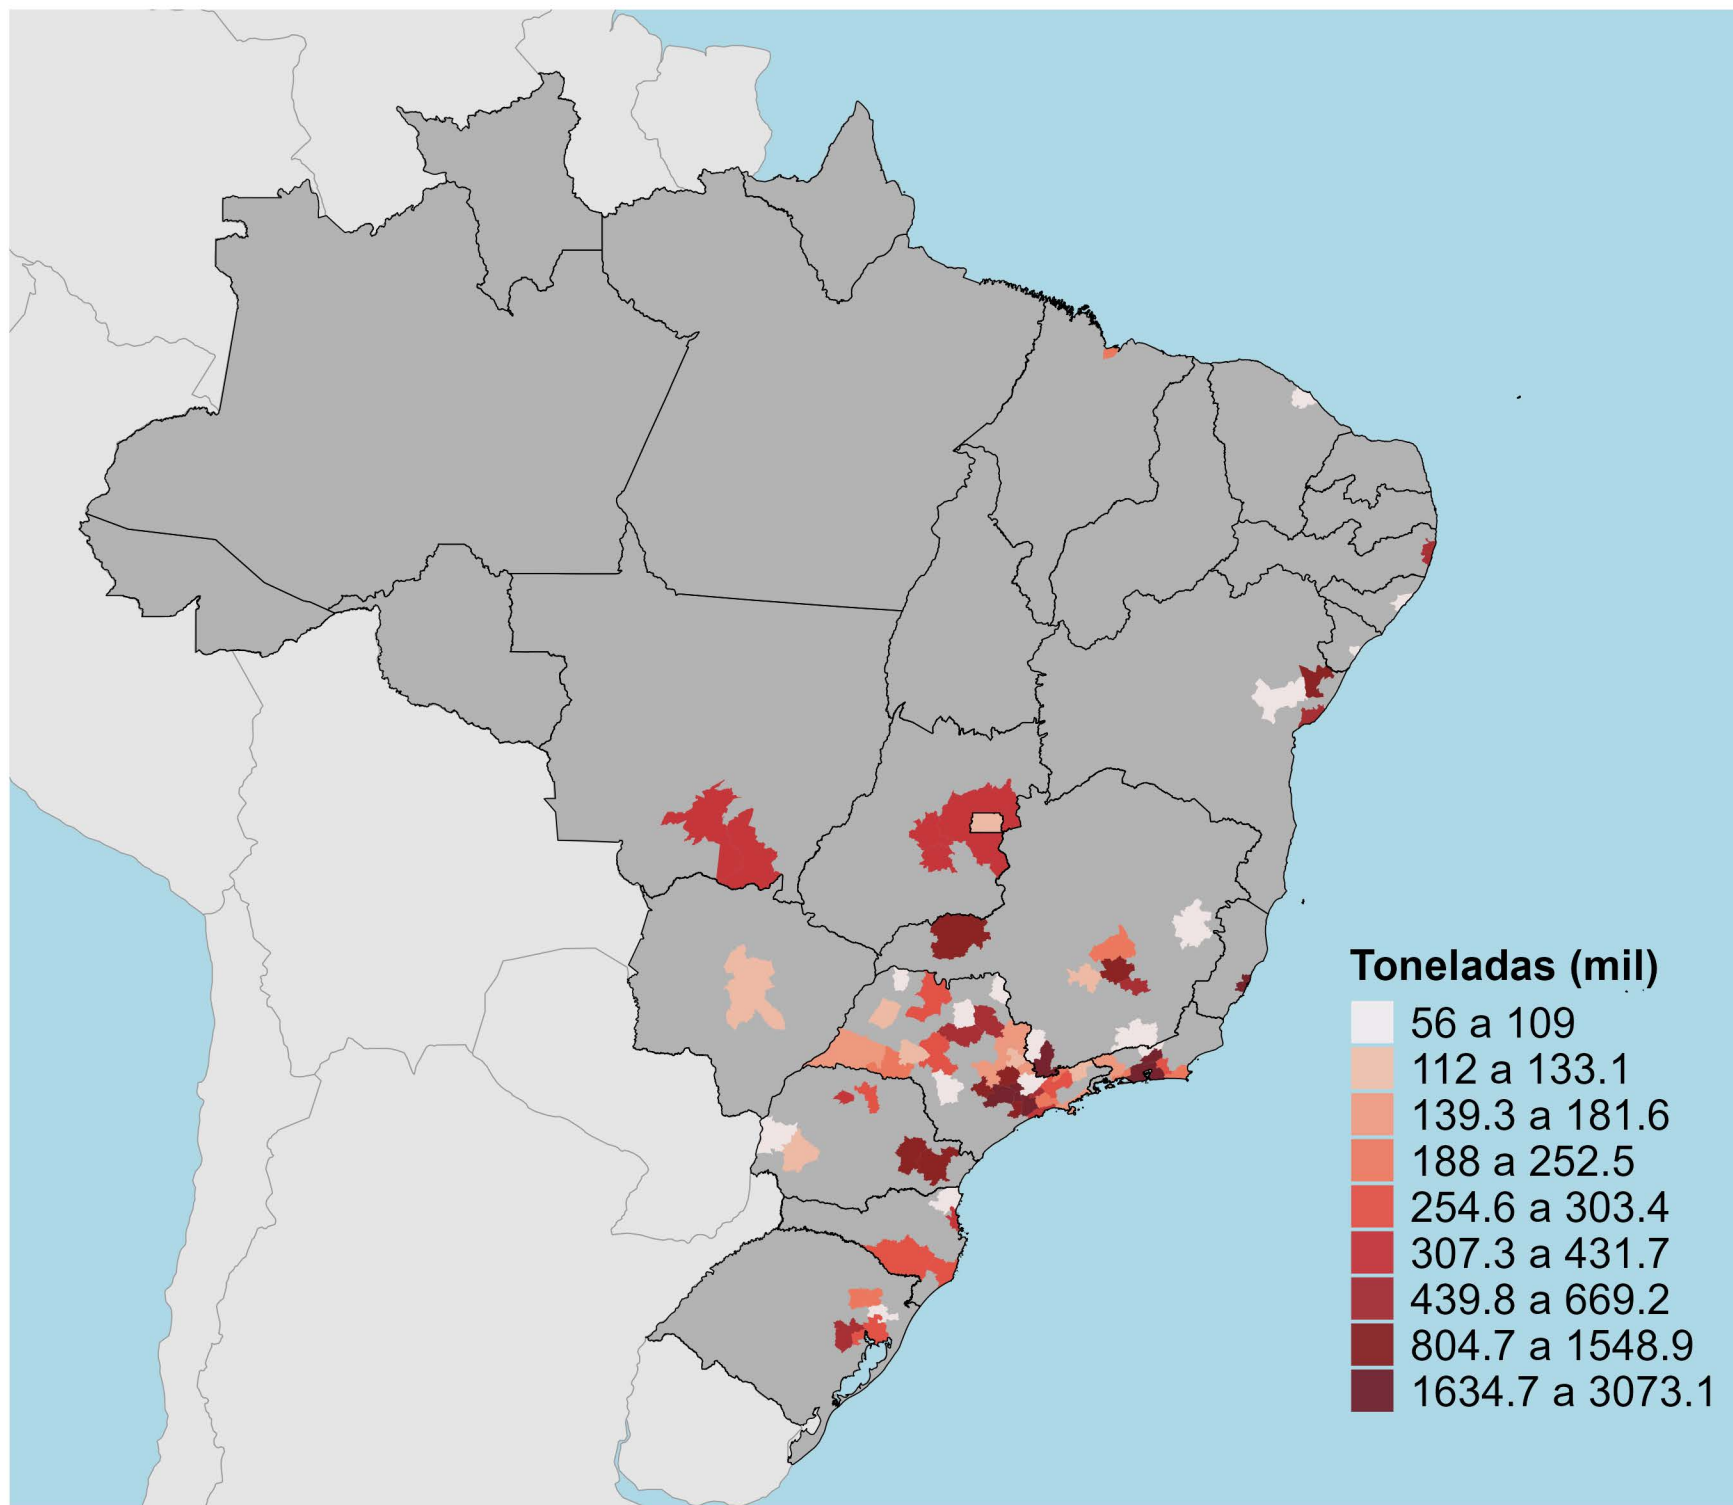 Toneladas (mil)
56 a 109
112 a 133.1
139.3 a 181.6
188 a 252.5
254.6 a 303.4
307.3 a 431.7
439.8 a 669.2
804.7 a 1548.9
1634.7 a 3073.1